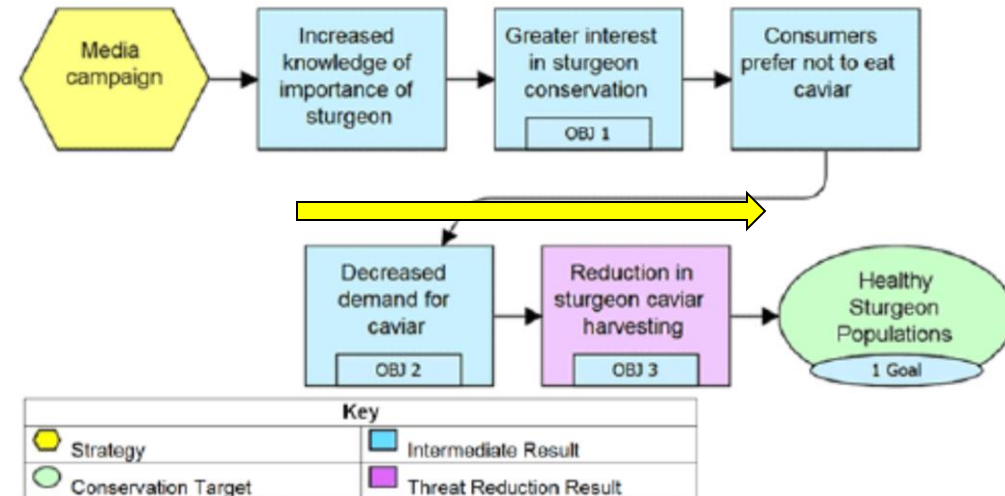 Media
campaign
Increased
knowledge of
importance of
sturgeon
Greater interest
in sturgeon
conservation
OBJ 1
Consumers
prefer not to eat
caviar
Decreased
demand for
caviar
OBJ 2
Reduction in
sturgeon caviar
harvesting
OBJ 3
Healthy
Sturgeon
Populations
1 Goal
Key
Strategy
Intermediate Result
Conservation Target
Threat Reduction Result